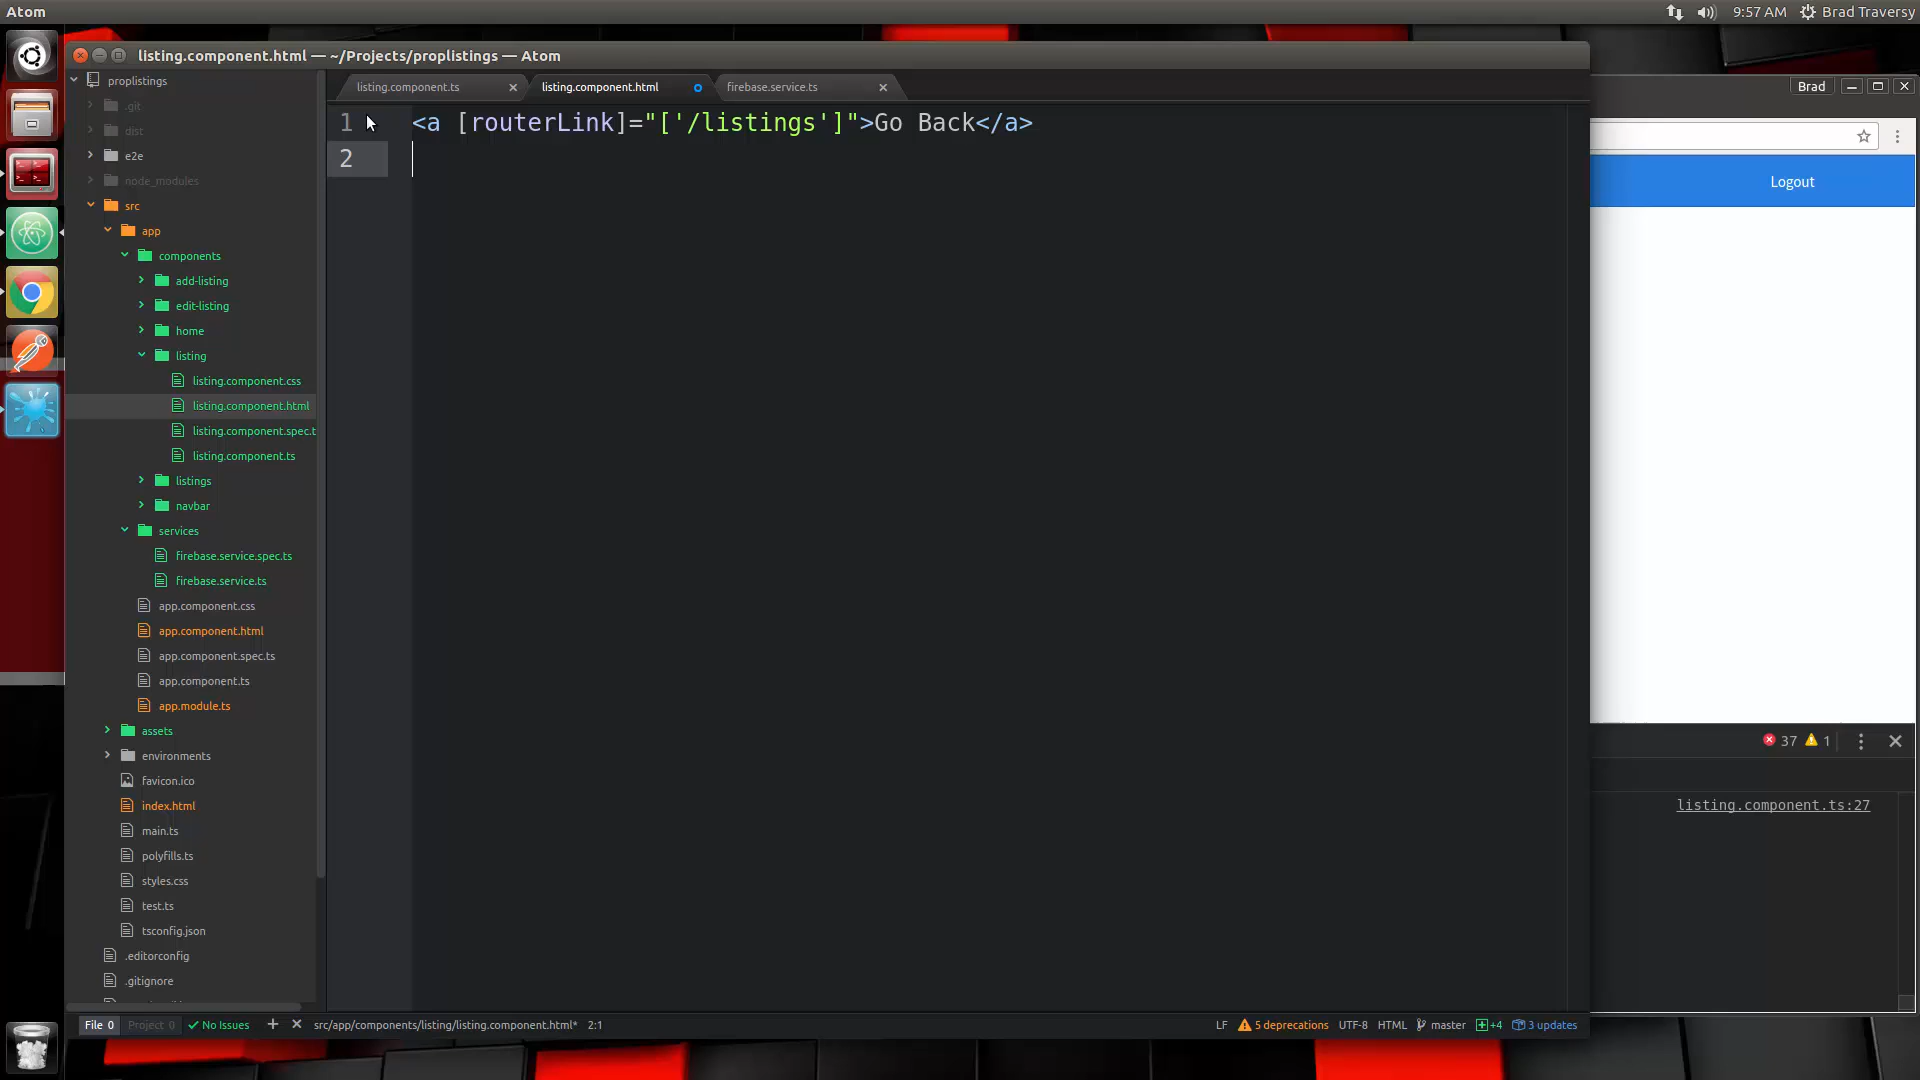 Atom
9:57 AM
Brad Traversy
listing.component.html — ~/Projects/proplistings — Atom
proplistings
.git
dist
e2e
node_modules
src
app
components
add-listing
edit-listing
home
listing
listing.component.css
listing.component.html
listing.component.spec.t
listing.component.ts
listings
navbar
services
firebase.service.spec.ts
firebase.service.ts
app.component.css
app.component.html
app.component.spec.ts
app.component.ts
app.module.ts
assets
environments
favicon.ico
index.html
main.ts
polyfills.ts
styles.css
test.ts
tsconfig.json
.editorconfig
.gitignore
listing.component.ts
listing.component.html
firebase.service.ts
1 <a [routerLink]="['/listings']">Go Back</a>
2
Brad
Logout
37 1
listing.component.ts:27
File 0 Project 0 No Issues src/app/components/listing/listing.component.html* 2:1
LF 5 deprecations UTF-8 HTML master +4 3 updates